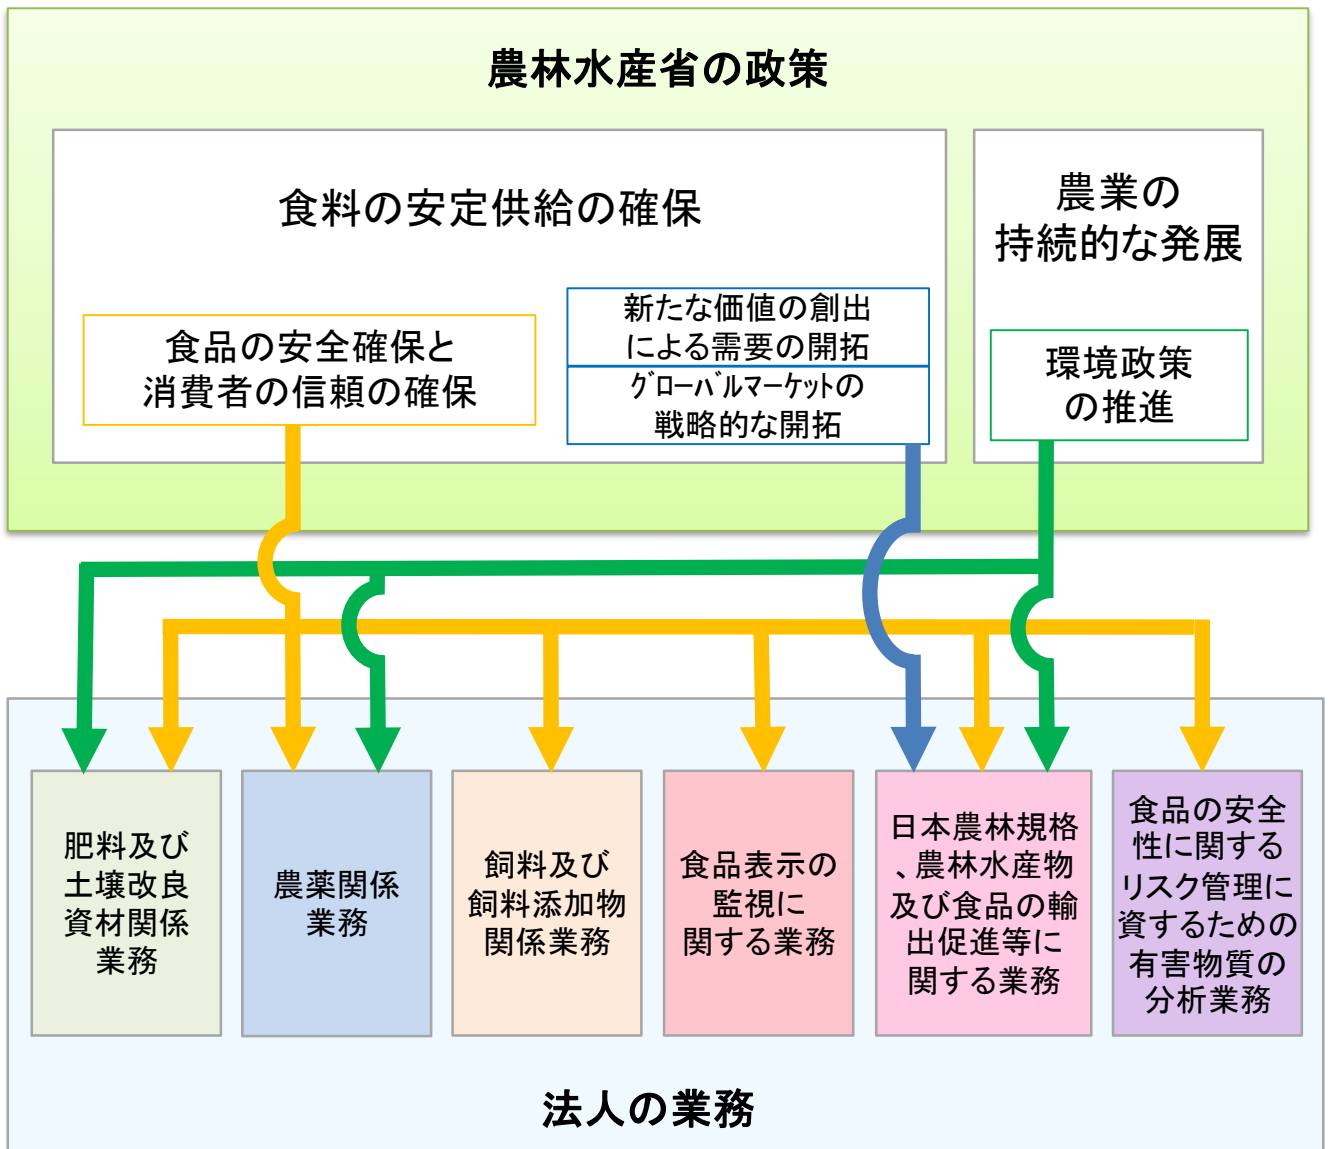 農林水産省の政策
食料の安定供給の確保
農業の
持続的な発展
食品の安全確保と
消費者の信頼の確保
新たな価値の創出
による需要の開拓
グローバルマーケットの
戦略的な開拓
環境政策
の推進
肥料及び
土壌改良
資材関係
業務
農薬関係
業務
飼料及び
飼料添加物
関係業務
食品表示の
監視に
関する業務
日本農林規格
、農林水産物
及び食品の輸
出促進等に
関する業務
食品の安全
性に関する
リスク管理に
資するための
有害物質の
分析業務
法人の業務